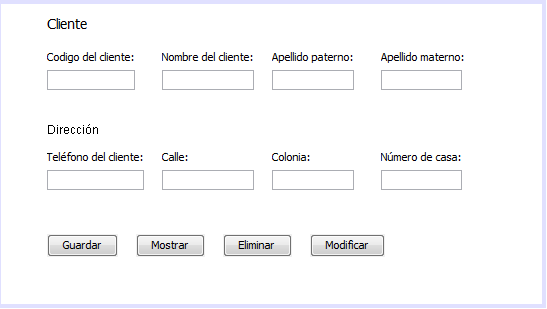 Cliente
Codigo del cliente: Nombre del cliente: Apellido paterno: Apellido materno:
Dirección
Teléfono del cliente: Calle: Colonia: Número de casa:
Guardar Mostrar Eliminar Modificar